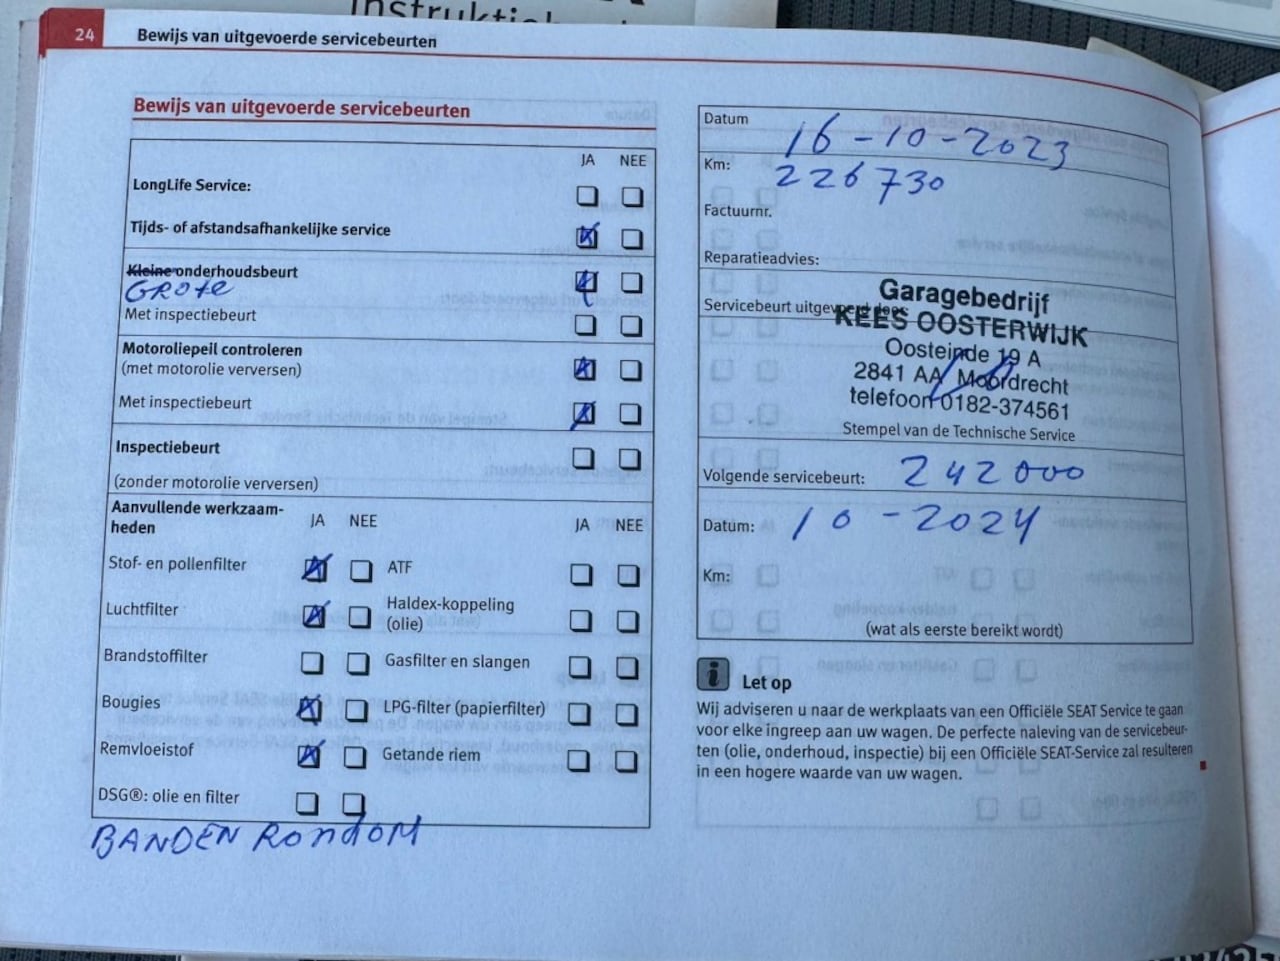 Instruktieboek
24 Bewijs van uitgevoerde servicebeurten
Bewijs van uitgevoerde servicebeurten
JA NEE
LongLife Service:
Tijds- of afstandsafhankelijke service
Kleine onderhoudsbeurt
GROTE
Met inspectiebeurt
Motoroliepeil controleren
(met motorolie verversen)
Met inspectiebeurt
Inspectiebeurt
(zonder motorolie verversen)
Aanvullende werkzaam-
heden
JA NEE JA NEE
Stof- en pollenfilter
ATF
Luchtfilter
Haldex-koppeling
(olie)
Brandstoffilter
Gasfilter en slangen
Bougies
LPG-filter (papierfilter)
Remvloeistof
Getande riem
DSG®: olie en filter
BANDEN RONDOM
Datum 16-10-2023
Km: 226730
Factuurnr.
Reparatieadvies:
Servicebeurt uitgevoerd door:
Garagebedrijf
KEES OOSTERWIJK
Oosteinde 19 A
2841 AA Moordrecht
telefoon 0182-374561
Stempel van de Technische Service
Volgende servicebeurt: 242000
Datum: 10-2024
Km:
(wat als eerste bereikt wordt)
i Let op
Wij adviseren u naar de werkplaats van een Officiële SEAT Service te gaan
voor elke ingreep aan uw wagen. De perfecte naleving van de servicebeur-
ten (olie, onderhoud, inspectie) bij een Officiële SEAT-Service zal resulteren
in een hogere waarde van uw wagen.